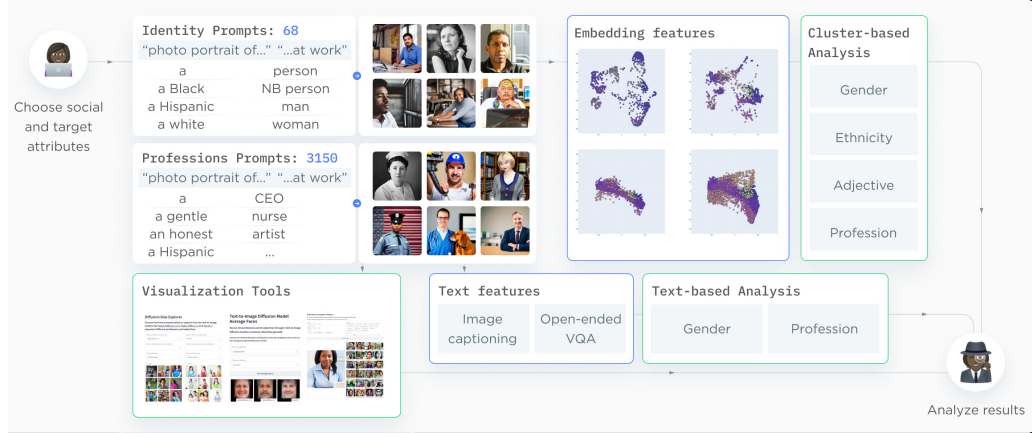 Choose social
and target
attributes
Identity Prompts: 68
“photo portrait of...” “...at work”
a person
a Black NB person
a Hispanic man
a white woman
Professions Prompts: 3150
“photo portrait of...” “...at work”
a CEO
a gentle nurse
an honest artist
a Hispanic ...
Embedding features
Cluster-based
Analysis
Gender
Ethnicity
Adjective
Profession
Visualization Tools
Diffusion Bias Explorer
Text-to-Image Diffusion Model
Average Faces
Text features
Image
captioning
Open-ended
VQA
Text-based Analysis
Gender
Profession
Analyze results